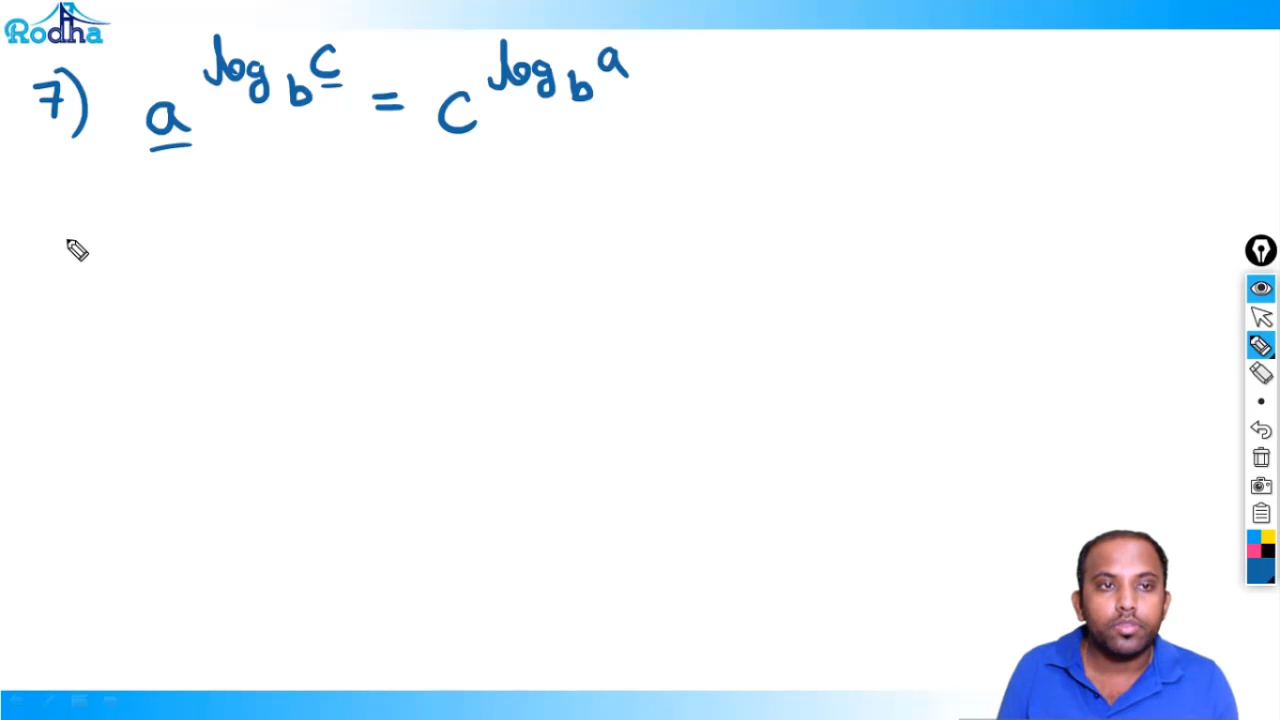 Rodha
7) a^{log_b c} = c^{log_b a}